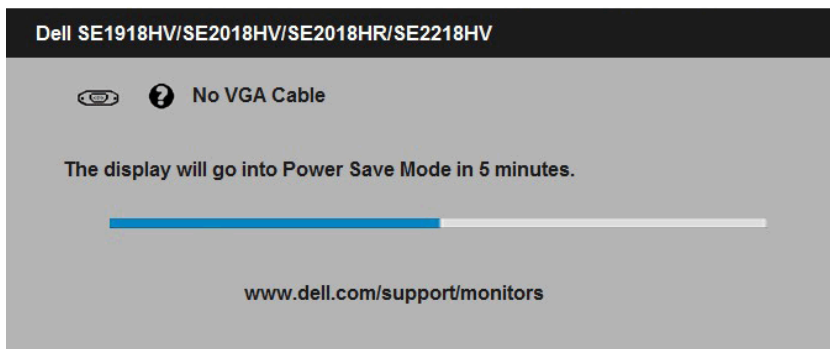 Dell SE1918HV/SE2018HV/SE2018HR/SE2218HV
? No VGA Cable
The display will go into Power Save Mode in 5 minutes.
www.dell.com/support/monitors